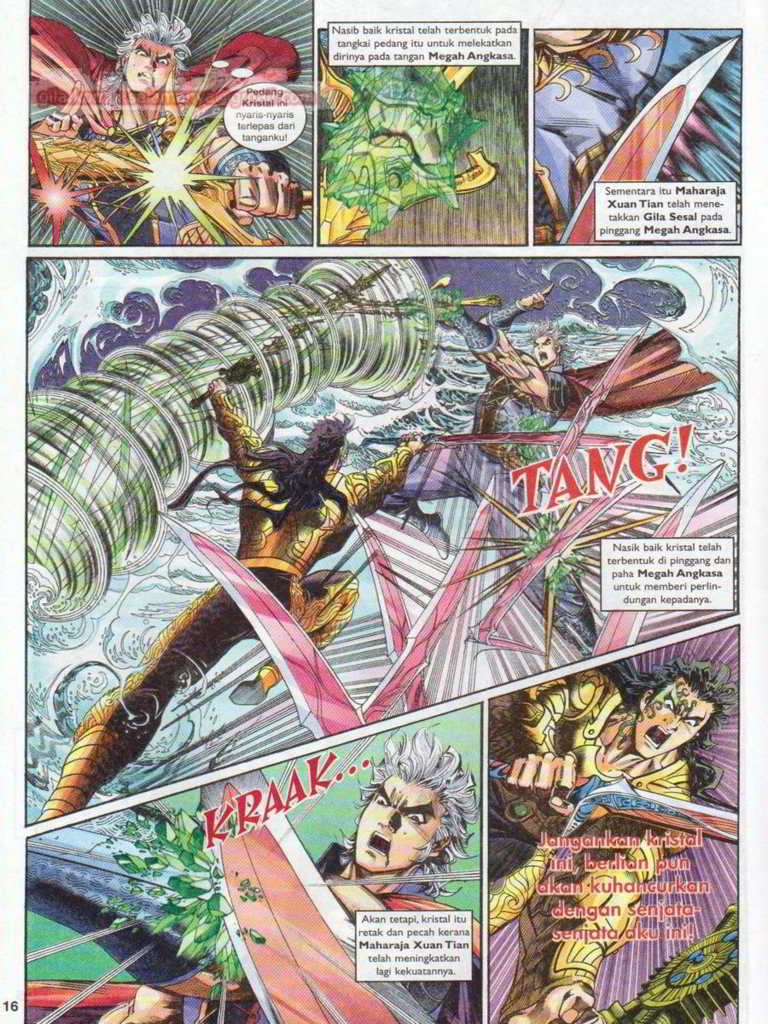 Pedang
Kristal ini
nyaris-nyaris
terlepas dari
tanganku!
Nasib baik kristal telah terbentuk pada
tangkai pedang itu untuk melekatkan
dirinya pada tangan Megah Angkasa.
Sementara itu Maharaja
Xuan Tian telah mene-
takkan Gila Sesal pada
pinggang Megah Angkasa.
TANG!
Nasik baik kristal telah
terbentuk di pinggang dan
paha Megah Angkasa
untuk memberi perlin-
dungan kepadanya.
KRAAK...
Akan tetapi, kristal itu
retak dan pecah kerana
Maharaja Xuan Tian
telah meningkatkan
lagi kekuatannya.
Jangankan kristal
ini, berlian pun
akan kuhancurkan
dengan senjata-
senjata aku ini!
16